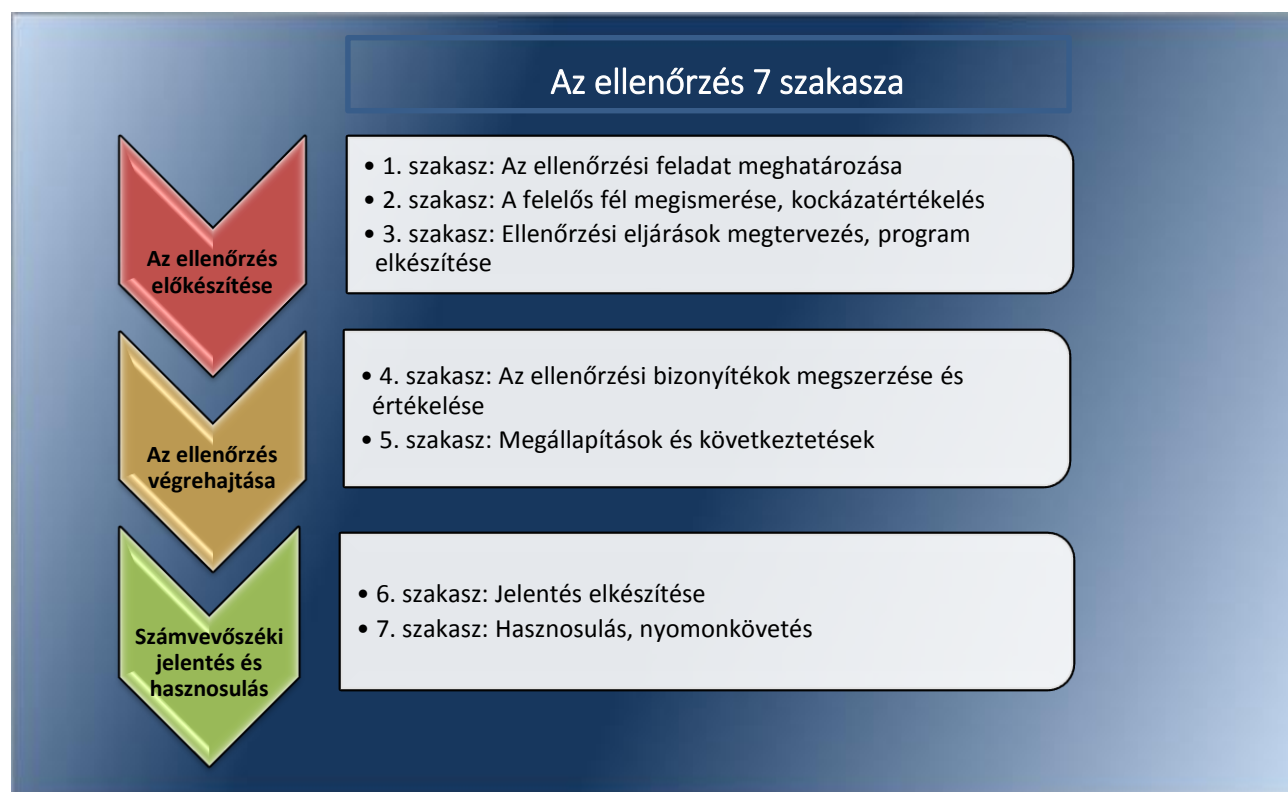 Az ellenőrzés 7 szakasza
Az ellenőrzés
előkészítése
• 1. szakasz: Az ellenőrzési feladat meghatározása
• 2. szakasz: A felelős fél megismerése, kockázatértékelés
• 3. szakasz: Ellenőrzési eljárások megtervezés, program
elkészítése
Az ellenőrzés
végrehajtása
• 4. szakasz: Az ellenőrzési bizonyítékok megszerzése és
értékelése
• 5. szakasz: Megállapítások és következtetések
Számvevőszéki
jelentés és
hasznosulás
• 6. szakasz: Jelentés elkészítése
• 7. szakasz: Hasznosulás, nyomonkövetés